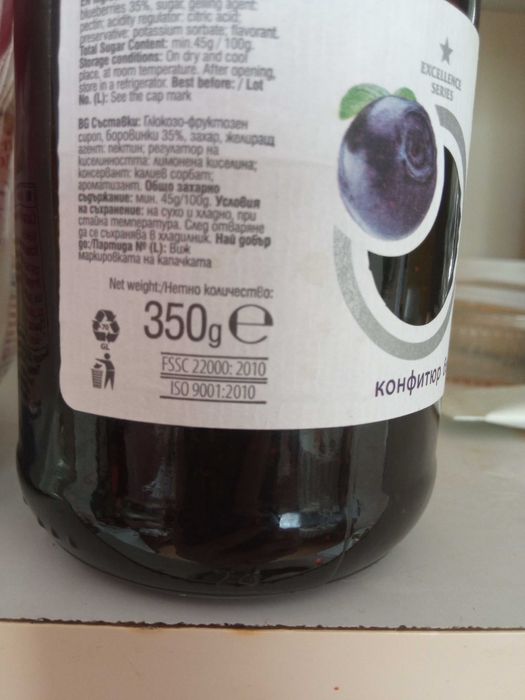 blueberries 35%, sugar, gelling agent:
pectin; acidity regulator: citric acid;
preservative: potassium sorbate; flavorant.
Total Sugar Content: min.45g / 100g.
Storage conditions: On dry and cool
place, at room temperature. After opening,
store in a refrigerator. Best before: / Lot
No. (L): See the cap mark
BG Съставки: Глюкозо-фруктозен
сироп, боровинки 35%, захар, желиращ
агент: пектин; регулатор на
киселинността: лимонена киселина;
консервант: калиев сорбат;
ароматизант. Общо захарно
съдържание: мин. 45g/100g. Условия
на съхранение: на сухо и хладно, при
стайна температура. След отваряне
да се съхранява в хладилник. Най добър
до:/Партида № (L): Виж
маркировката на капачката
Net weight:/Нетно количество:
350g e
70
GL
FSSC 22000: 2010
ISO 9001:2010
EXCELLENCE
SERIES
конфитюр